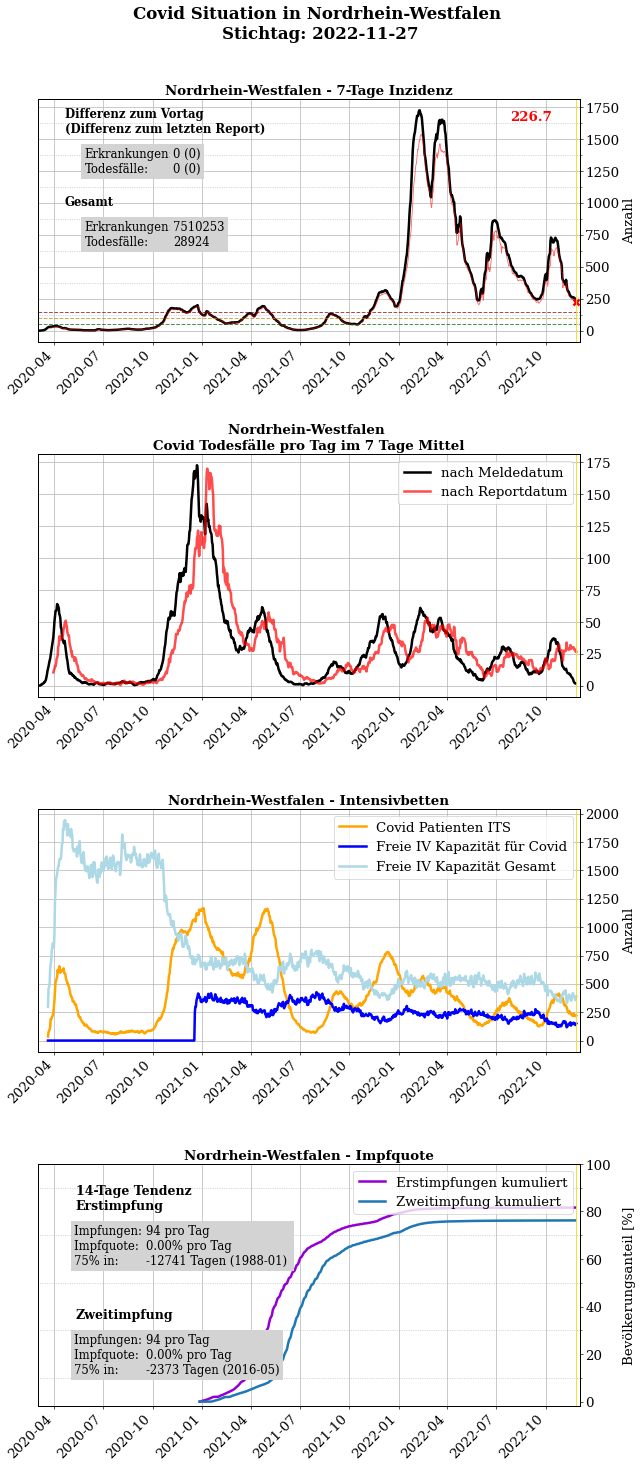 Covid Situation in Nordrhein-Westfalen
Stichtag: 2022-11-27
Nordrhein-Westfalen - 7-Tage Inzidenz
Differenz zum Vortag
(Differenz zum letzten Report)
Erkrankungen 0 (0)
Todesfälle: 0 (0)
Gesamt
Erkrankungen 7510253
Todesfälle: 28924
226.7
1750
1500
1250
1000
750
500
250
0
Anzahl
2020-04 2020-07 2020-10 2021-01 2021-04 2021-07 2021-10 2022-01 2022-04 2022-07 2022-10
Nordrhein-Westfalen
Covid Todesfälle pro Tag im 7 Tage Mittel
nach Meldedatum
nach Reportdatum
175
150
125
100
75
50
25
0
2020-04 2020-07 2020-10 2021-01 2021-04 2021-07 2021-10 2022-01 2022-04 2022-07 2022-10
Nordrhein-Westfalen - Intensivbetten
Covid Patienten ITS
Freie IV Kapazität für Covid
Freie IV Kapazität Gesamt
2000
1750
1500
1250
1000
750
500
250
0
Anzahl
2020-04 2020-07 2020-10 2021-01 2021-04 2021-07 2021-10 2022-01 2022-04 2022-07 2022-10
Nordrhein-Westfalen - Impfquote
14-Tage Tendenz
Erstimpfung
Impfungen: 94 pro Tag
Impfquote: 0.00% pro Tag
75% in: -12741 Tagen (1988-01)
Zweitimpfung
Impfungen: 94 pro Tag
Impfquote: 0.00% pro Tag
75% in: -2373 Tagen (2016-05)
Erstimpfungen kumuliert
Zweitimpfung kumuliert
100
80
60
40
20
0
Bevölkerungsanteil [%]
2020-04 2020-07 2020-10 2021-01 2021-04 2021-07 2021-10 2022-01 2022-04 2022-07 2022-10